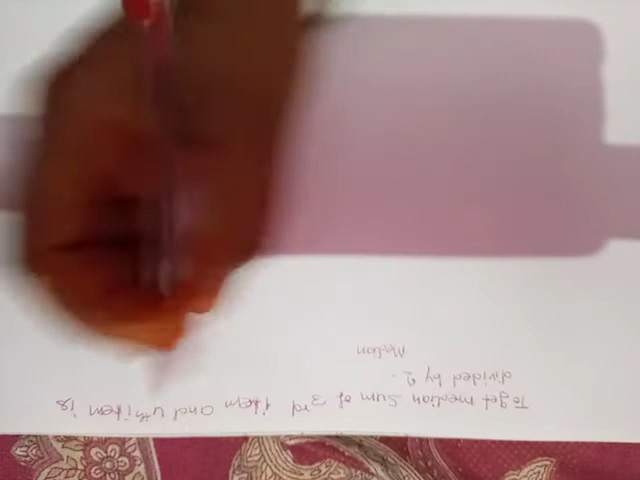 To get median sum of 3rd item and 4th item is
divided by 2.
Median